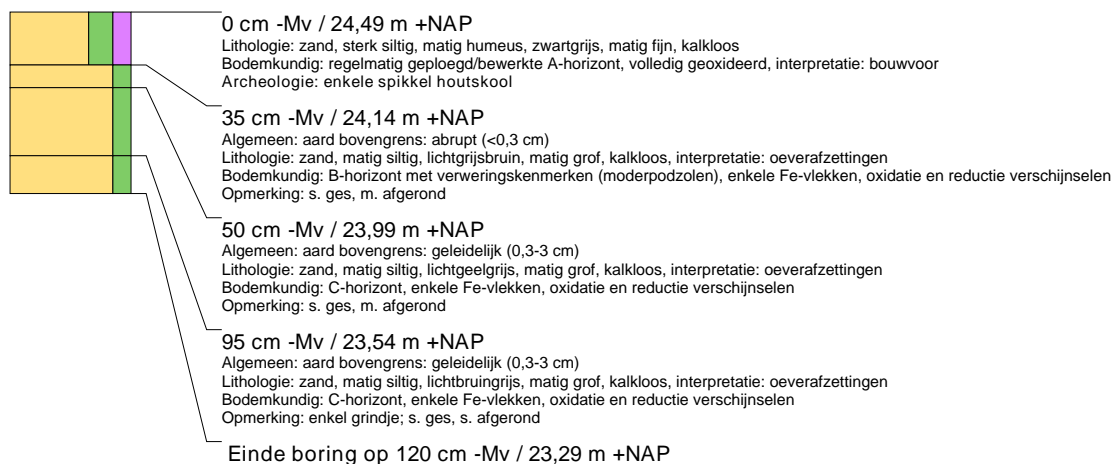 0 cm -Mv / 24,49 m +NAP
Lithologie: zand, sterk siltig, matig humeus, zwartgrijs, matig fijn, kalkloos
Bodemkundig: regelmatig geploegd/bewerkte A-horizont, volledig geoxideerd, interpretatie: bouwvoor
Archeologie: enkele spikkel houtskool
35 cm -Mv / 24,14 m +NAP
Algemeen: aard bovengrens: abrupt (<0,3 cm)
Lithologie: zand, matig siltig, lichtgrijsbruin, matig grof, kalkloos, interpretatie: oeverafzettingen
Bodemkundig: B-horizont met verweringskenmerken (moderpodzolen), enkele Fe-vlekken, oxidatie en reductie verschijnselen
Opmerking: s. ges, m. afgerond
50 cm -Mv / 23,99 m +NAP
Algemeen: aard bovengrens: geleidelijk (0,3-3 cm)
Lithologie: zand, matig siltig, lichtgeelgrijs, matig grof, kalkloos, interpretatie: oeverafzettingen
Bodemkundig: C-horizont, enkele Fe-vlekken, oxidatie en reductie verschijnselen
Opmerking: s. ges, m. afgerond
95 cm -Mv / 23,54 m +NAP
Algemeen: aard bovengrens: geleidelijk (0,3-3 cm)
Lithologie: zand, matig siltig, lichtbruingrijs, matig grof, kalkloos, interpretatie: oeverafzettingen
Bodemkundig: C-horizont, enkele Fe-vlekken, oxidatie en reductie verschijnselen
Opmerking: enkel grindje; s. ges, s. afgerond
Einde boring op 120 cm -Mv / 23,29 m +NAP